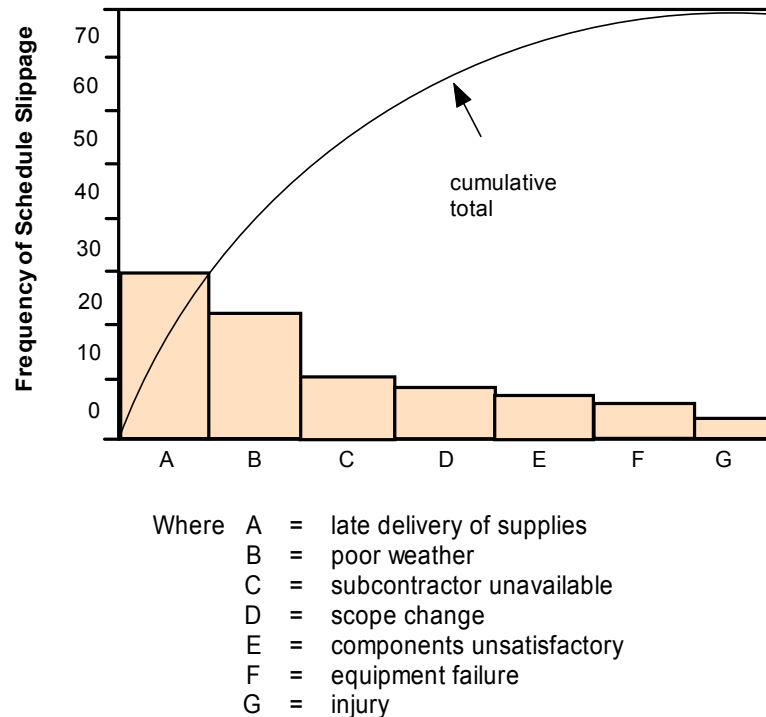 Frequency of Schedule Slippage
70
60
50
40
30
20
10
0
cumulative
total
A B C D E F G
Where A = late delivery of supplies
B = poor weather
C = subcontractor unavailable
D = scope change
E = components unsatisfactory
F = equipment failure
G = injury